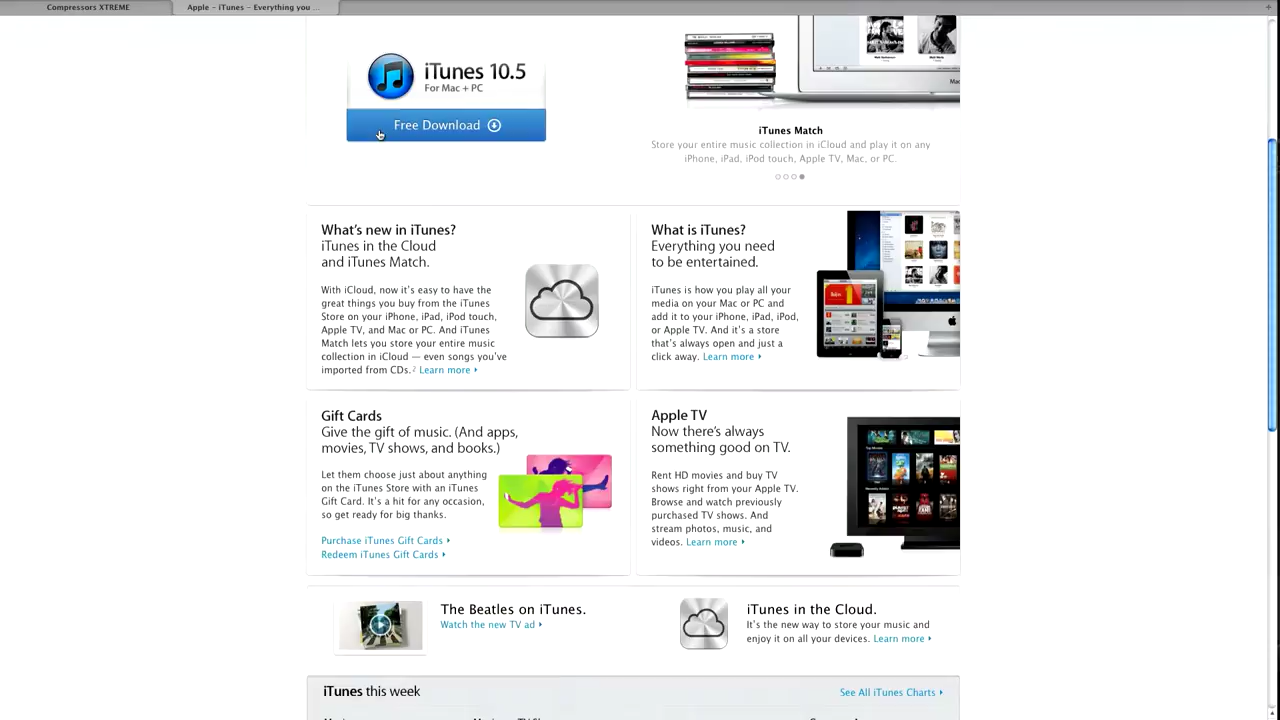 Compressors XTREME
Apple – iTunes – Everything you ...
iTunes 10.5
For Mac + PC
Free Download
iTunes Match
Store your entire music collection in iCloud and play it on any
iPhone, iPad, iPod touch, Apple TV, Mac, or PC.
What's new in iTunes?
iTunes in the Cloud
and iTunes Match.
With iCloud, now it's easy to have the
great things you buy from the iTunes
Store on your iPhone, iPad, iPod touch,
Apple TV, and Mac or PC. And iTunes
Match lets you store your entire music
collection in iCloud — even songs you've
imported from CDs.² Learn more
What is iTunes?
Everything you need
to be entertained.
iTunes is how you play all your
media on your Mac or PC and
add it to your iPhone, iPad, iPod,
or Apple TV. And it's a store
that's always open and just a
click away. Learn more
Gift Cards
Give the gift of music. (And apps,
movies, TV shows, and books.)
Let them choose just about anything
on the iTunes Store with an iTunes
Gift Card. It's a hit for any occasion,
so get ready for big thanks.
Purchase iTunes Gift Cards
Redeem iTunes Gift Cards
Apple TV
Now there's always
something good on TV.
Rent HD movies and buy TV
shows right from your Apple TV.
Browse and watch previously
purchased TV shows. And
stream photos, music, and
videos. Learn more
The Beatles on iTunes.
Watch the new TV ad
iTunes in the Cloud.
It's the new way to store your music and
enjoy it on all your devices. Learn more
iTunes this week
See All iTunes Charts